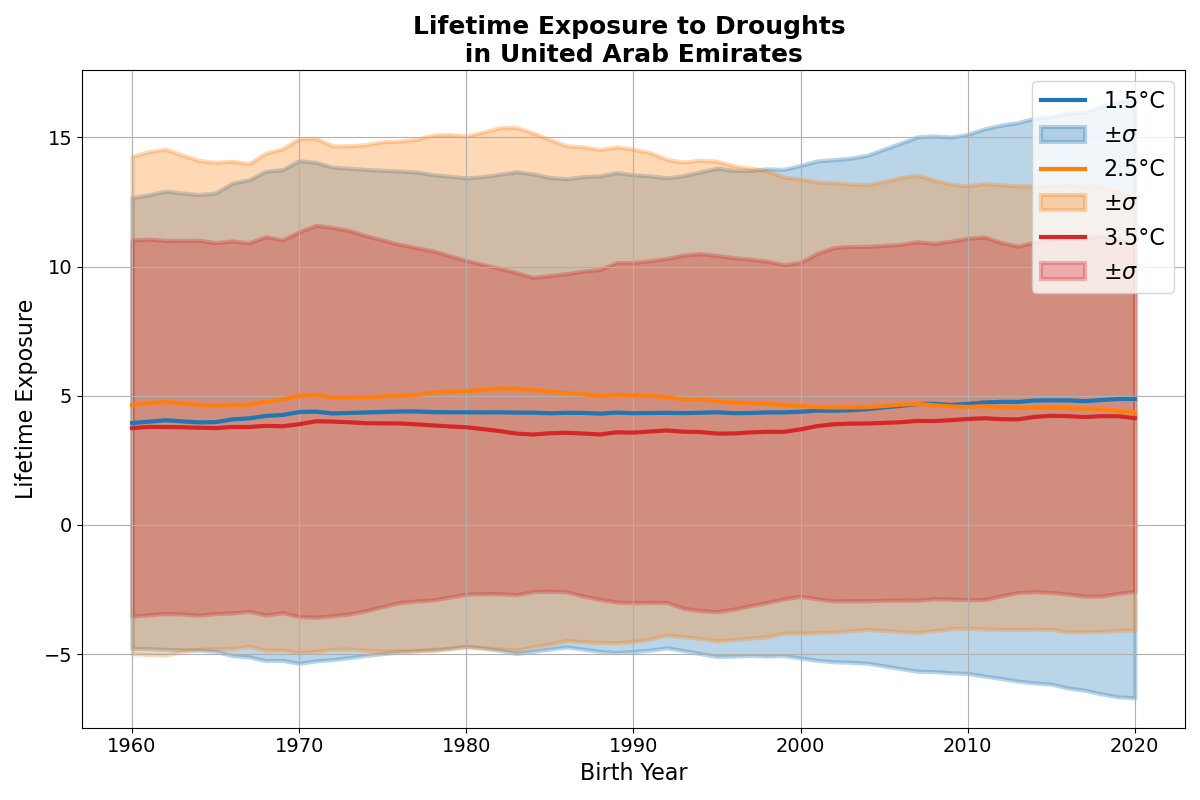 Lifetime Exposure to Droughts
in United Arab Emirates
1.5°C
±σ
2.5°C
±σ
3.5°C
±σ
15
10
5
0
−5
Lifetime Exposure
1960
1970
1980
1990
2000
2010
2020
Birth Year